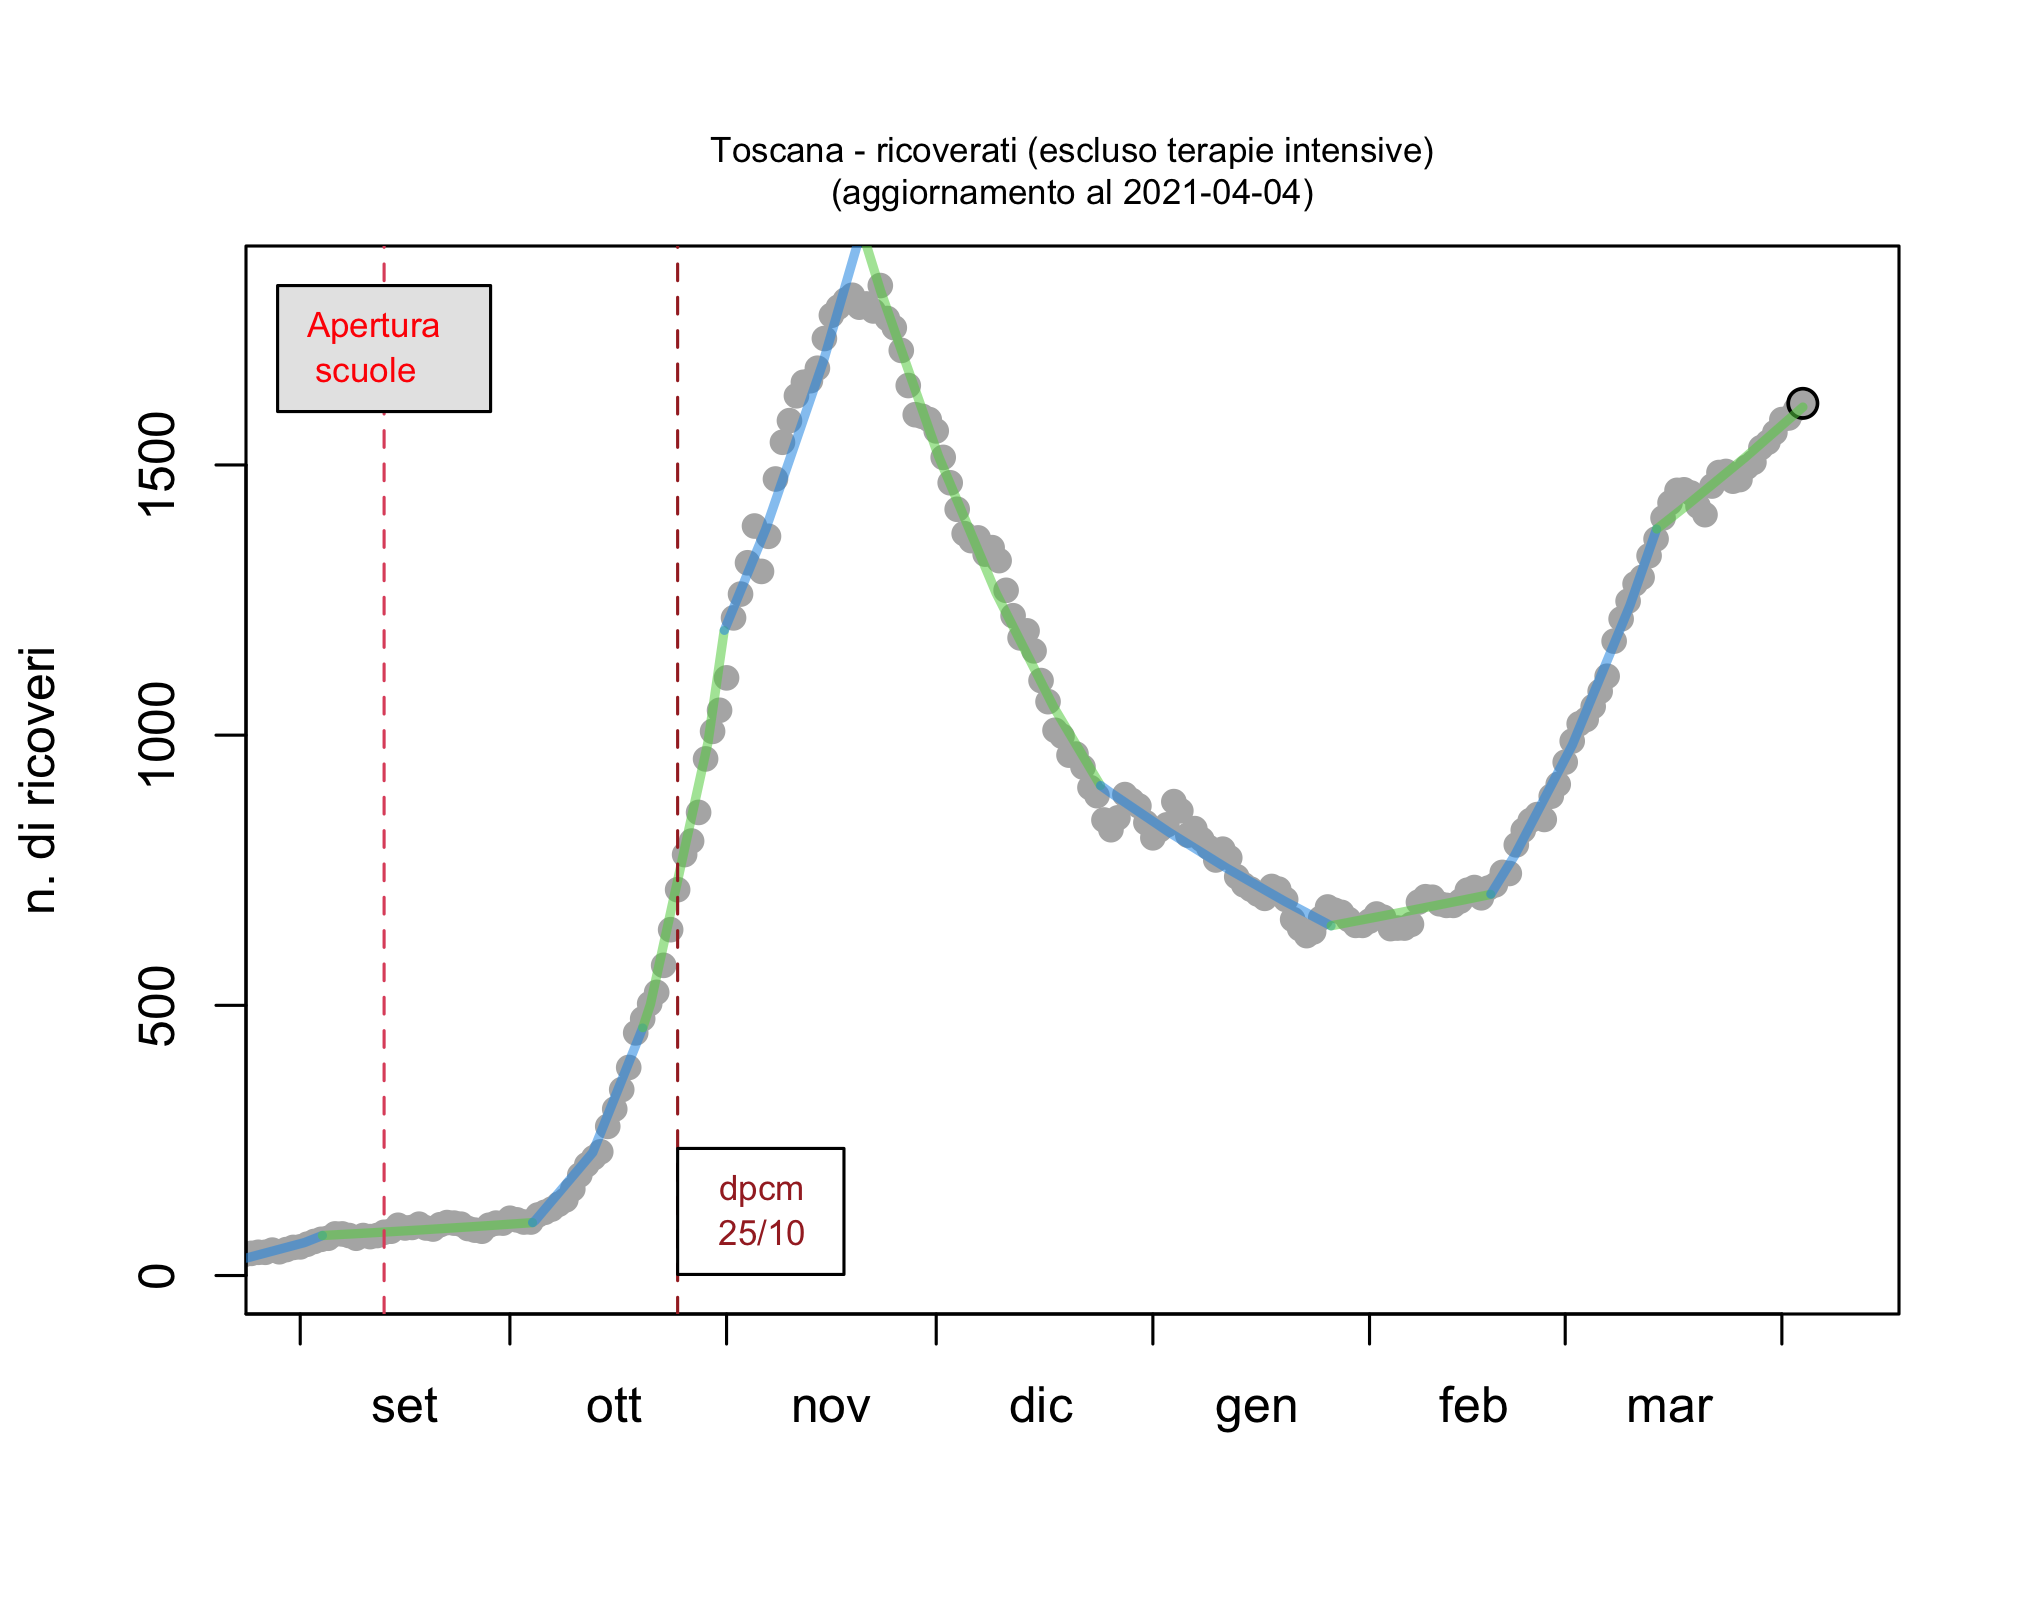 Toscana - ricoverati (escluso terapie intensive)
(aggiornamento al 2021-04-04)
Apertura
scuole
n. di ricoveri
1500
1000
500
0
dpcm
25/10
set ott nov dic gen feb mar